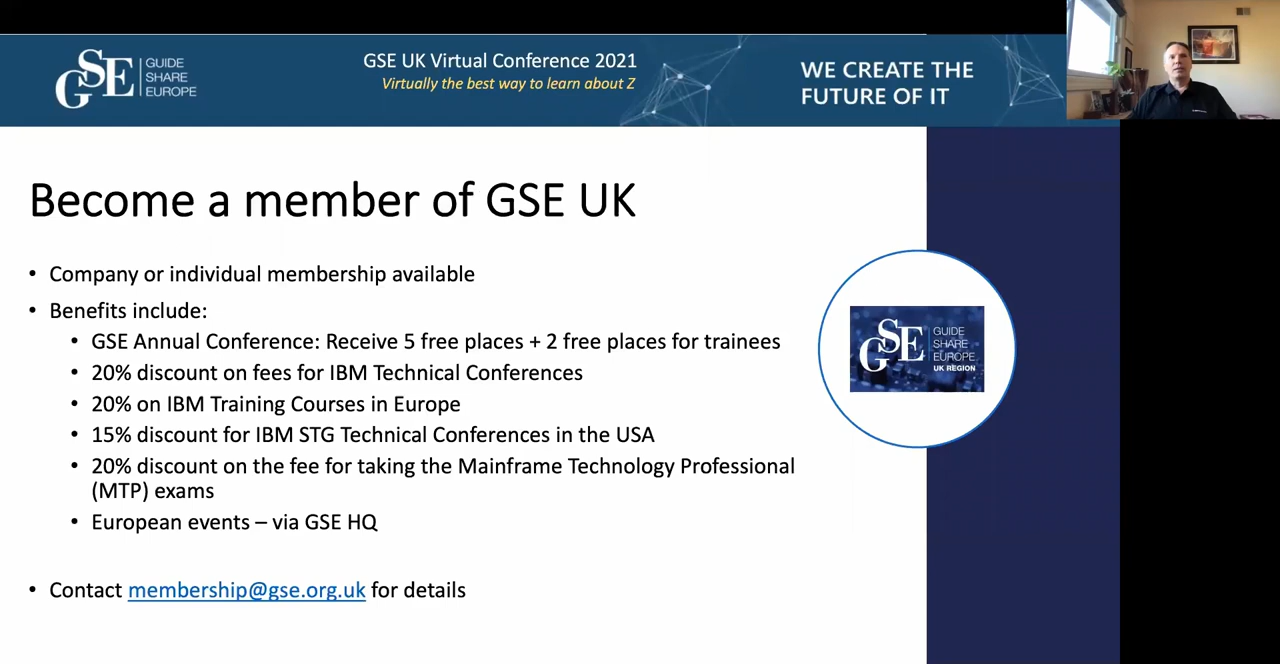 GSE
GUIDE
SHARE
EUROPE
GSE UK Virtual Conference 2021
Virtually the best way to learn about Z
WE CREATE THE
FUTURE OF IT
Become a member of GSE UK
• Company or individual membership available
• Benefits include:
• GSE Annual Conference: Receive 5 free places + 2 free places for trainees
• 20% discount on fees for IBM Technical Conferences
• 20% on IBM Training Courses in Europe
• 15% discount for IBM STG Technical Conferences in the USA
• 20% discount on the fee for taking the Mainframe Technology Professional
(MTP) exams
• European events – via GSE HQ
• Contact membership@gse.org.uk for details
GSE
GUIDE
SHARE
EUROPE
UK REGION